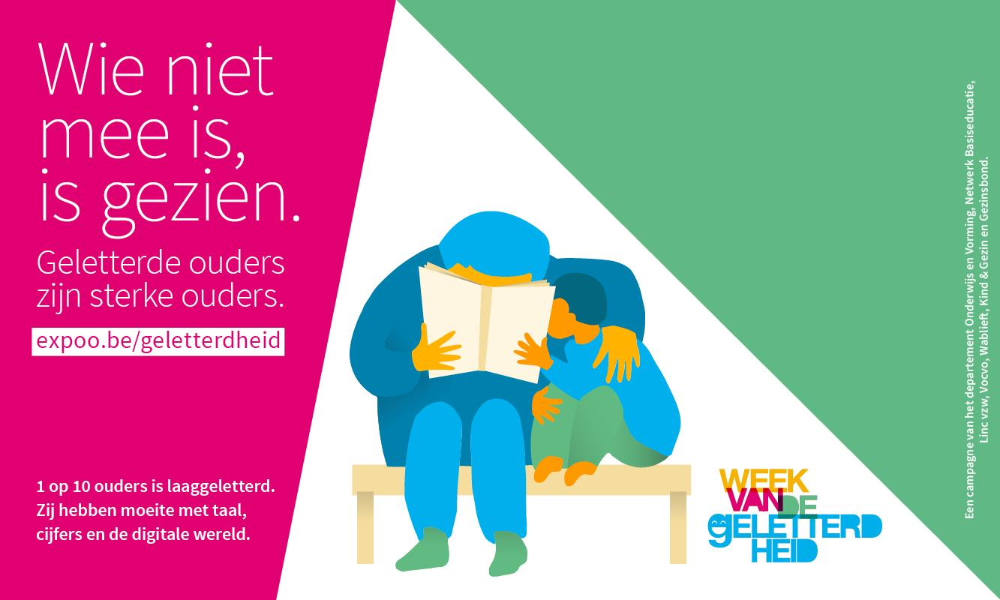 Wie niet
mee is,
is gezien.
Geletterde ouders
zijn sterke ouders.
expoo.be/geletterdheid
1 op 10 ouders is laaggeletterd.
Zij hebben moeite met taal,
cijfers en de digitale wereld.
WEEK
VAN DE
GELETTERD
HEID
Een campagne van het departement Onderwijs en Vorming, Netwerk Basiseducatie,
Linc vzw, Vocvo, Wablieft, Kind & Gezin en Gezinsbond.